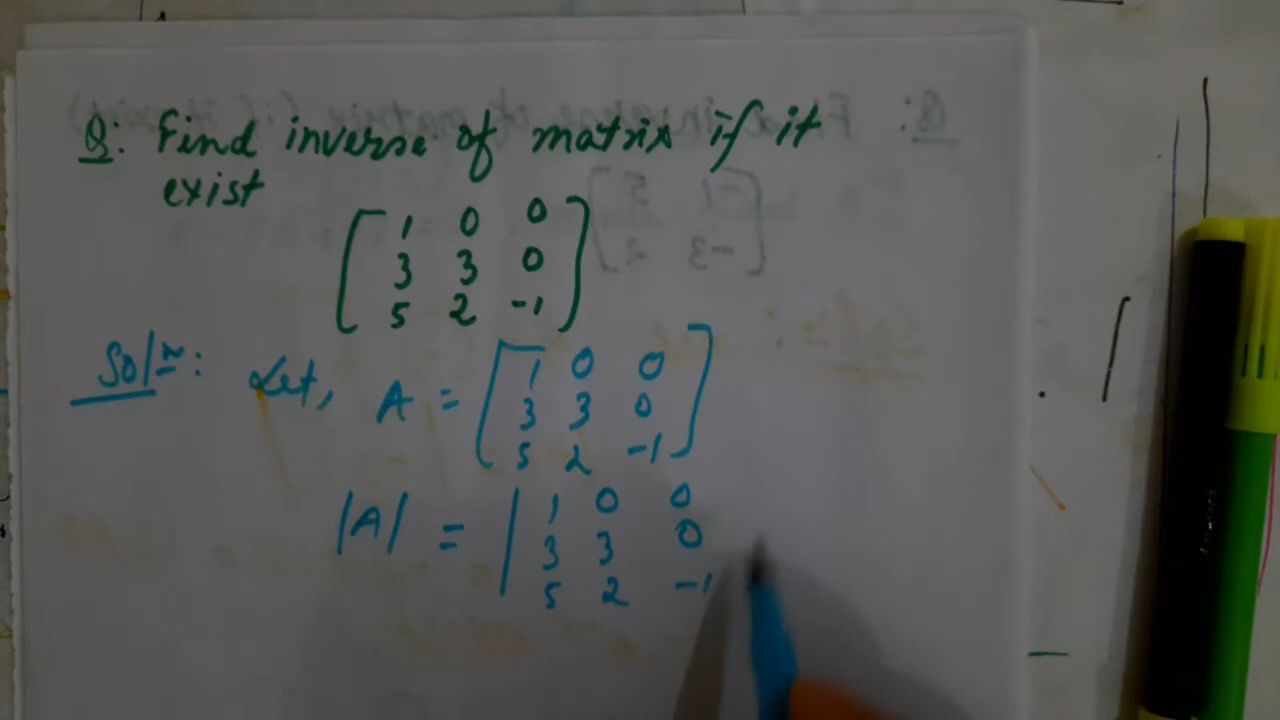 Q: Find inverse of matrix if it
exist
1 0 0
3 3 0
5 2 -1
Solⁿ: Let, A = [1 0 0
3 3 0
5 2 -1]
|A| = | 1 0 0
3 3 0
5 2 -1